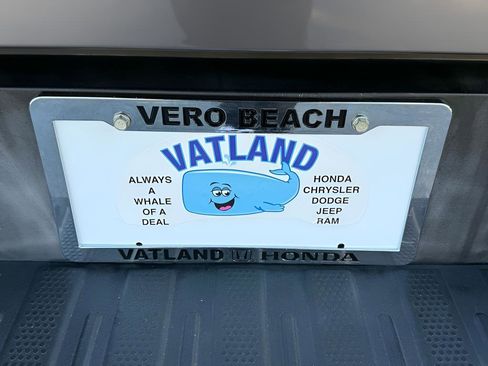 VERO BEACH
VATLAND
ALWAYS
A
WHALE
OF A
DEAL
HONDA
CHRYSLER
DODGE
JEEP
RAM
VATLAND HONDA